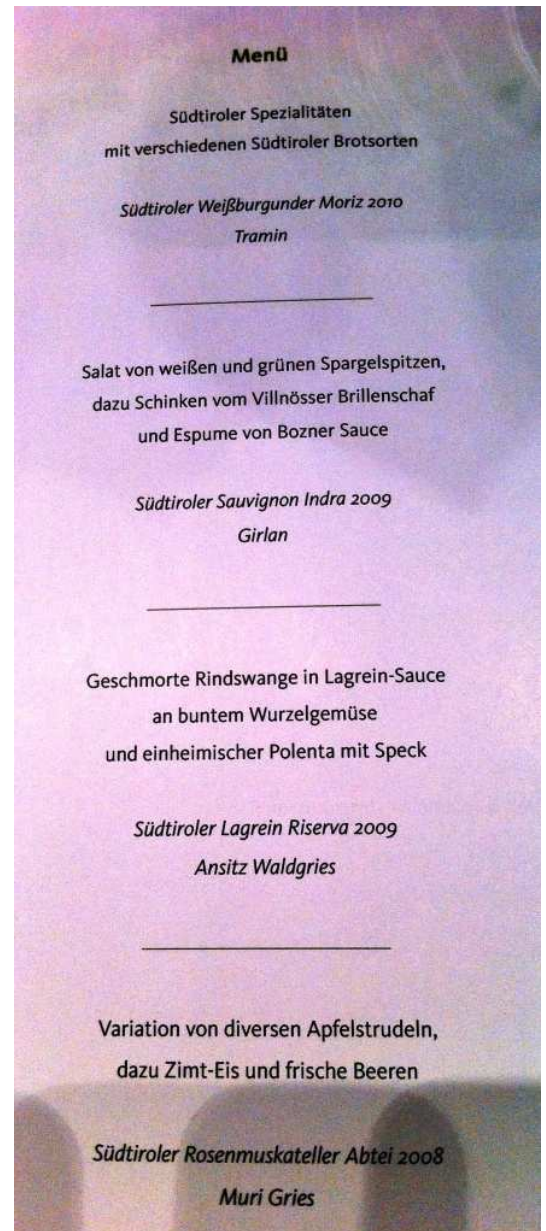 Menü
Südtiroler Spezialitäten
mit verschiedenen Südtiroler Brotsorten
Südtiroler Weißburgunder Moriz 2010
Tramin
Salat von weißen und grünen Spargelspitzen,
dazu Schinken vom Villnösser Brillenschaf
und Espume von Bozner Sauce
Südtiroler Sauvignon Indra 2009
Girlan
Geschmorte Rindswange in Lagrein-Sauce
an buntem Wurzelgemüse
und einheimischer Polenta mit Speck
Südtiroler Lagrein Riserva 2009
Ansitz Waldgries
Variation von diversen Apfelstrudeln,
dazu Zimt-Eis und frische Beeren
Südtiroler Rosenmuskateller Abtei 2008
Muri Gries